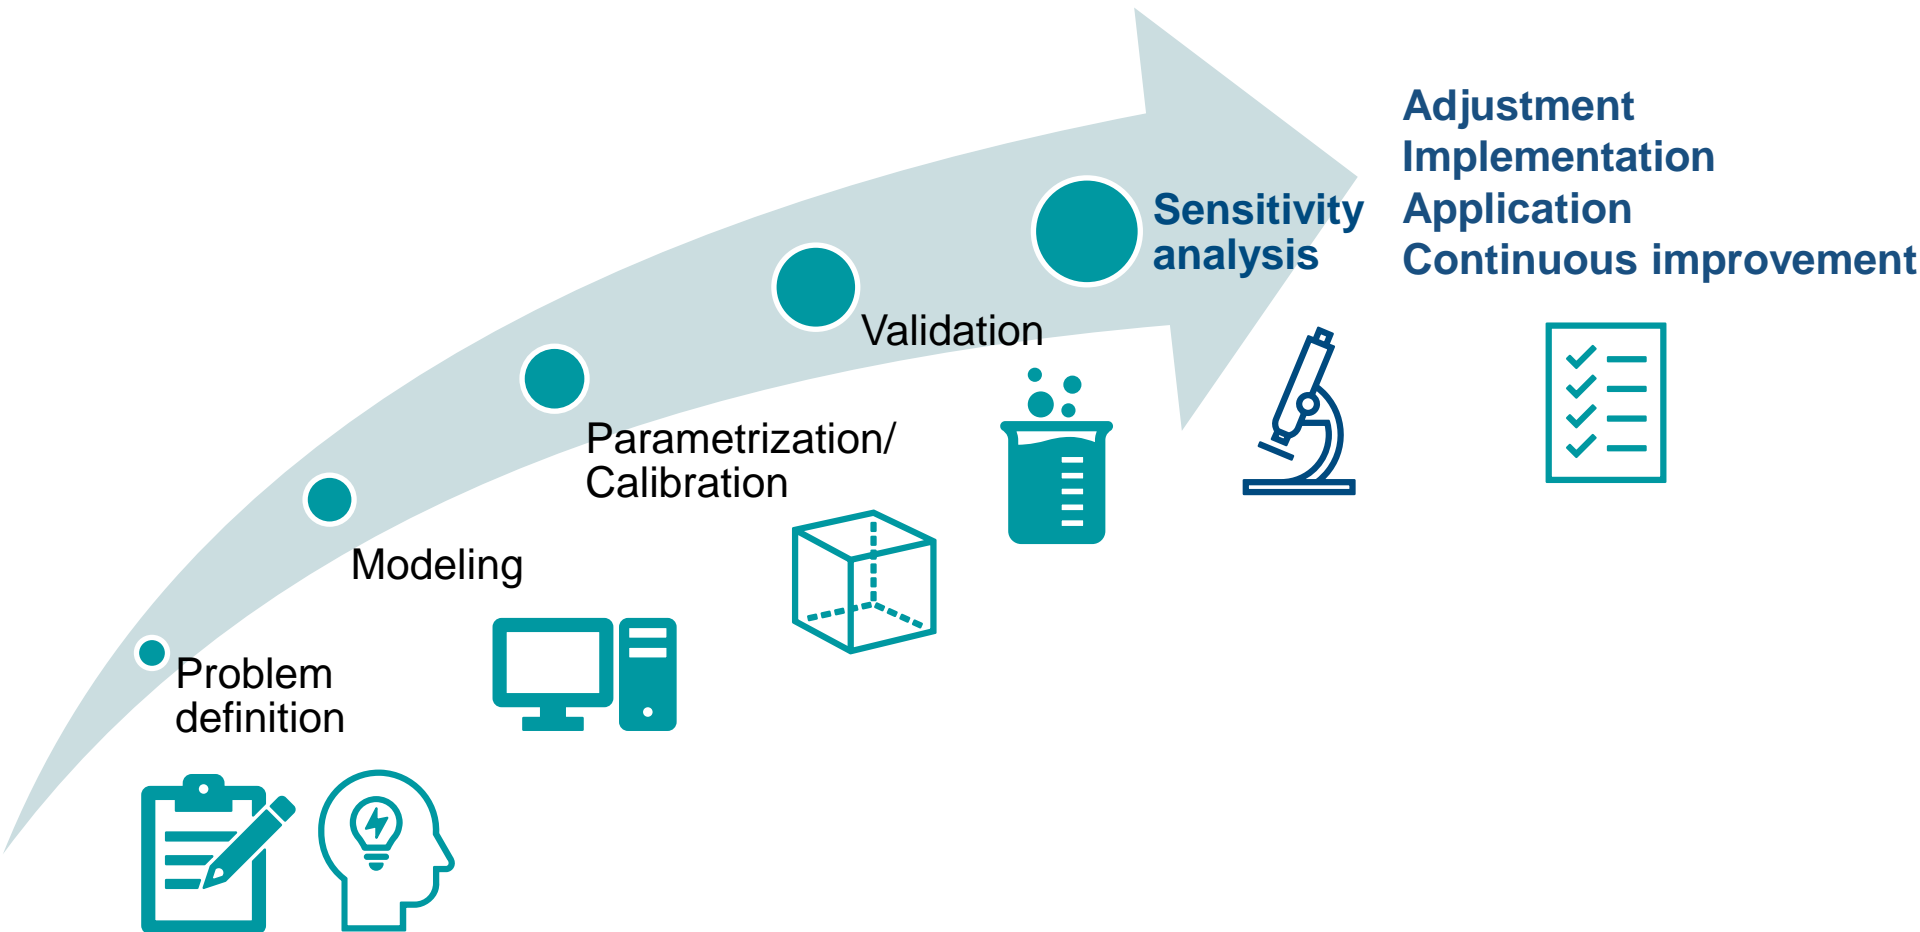 Problem
definition
Modeling
Parametrization/
Calibration
Validation
Sensitivity
analysis
Adjustment
Implementation
Application
Continuous improvement